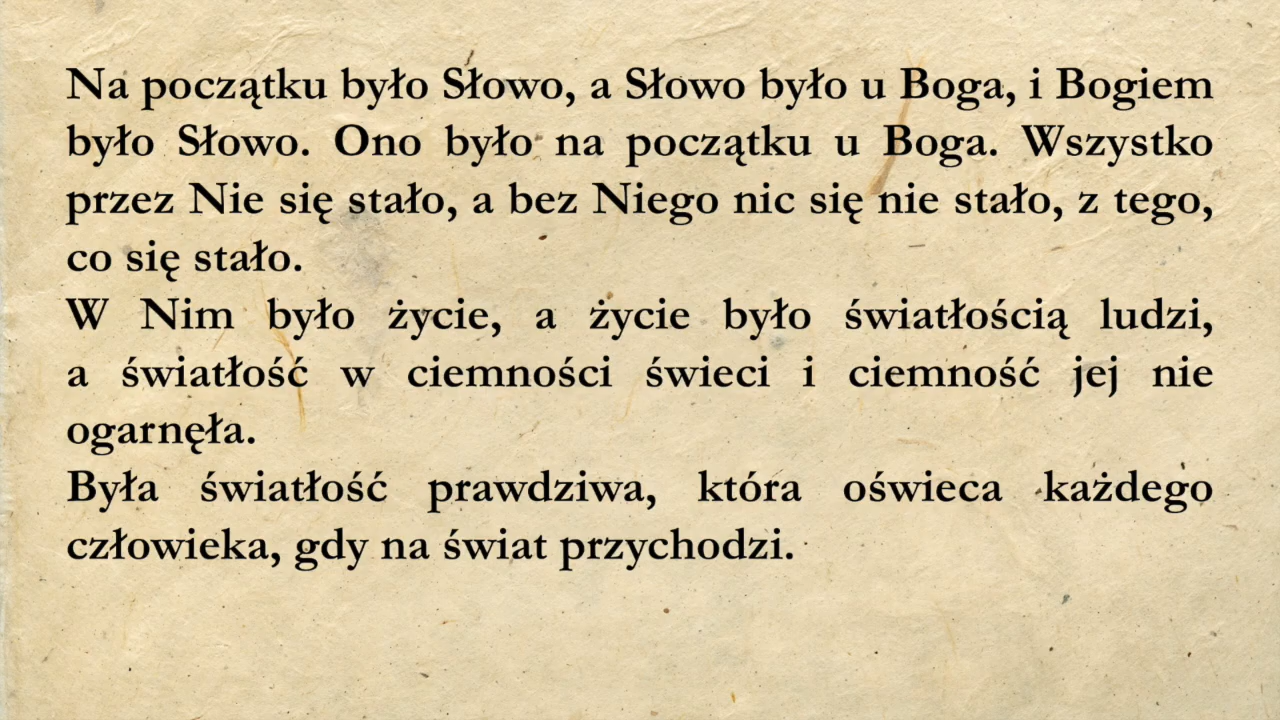 Na początku było Słowo, a Słowo było u Boga, i Bogiem
było Słowo. Ono było na początku u Boga. Wszystko
przez Nie się stało, a bez Niego nic się nie stało, z tego,
co się stało.
W Nim było życie, a życie było światłością ludzi,
a światłość w ciemności świeci i ciemność jej nie
ogarnęła.
Była światłość prawdziwa, która oświeca każdego
człowieka, gdy na świat przychodzi.